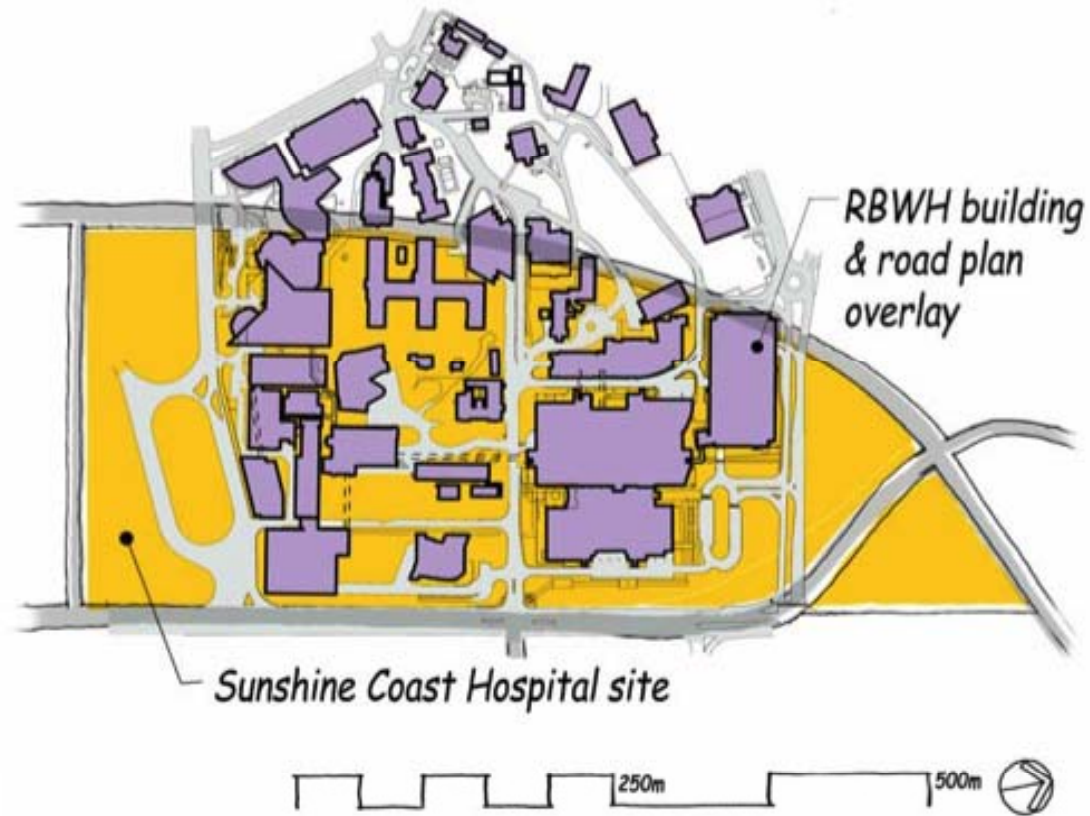 RBWH building
& road plan
overlay
Sunshine Coast Hospital site
250m
500m